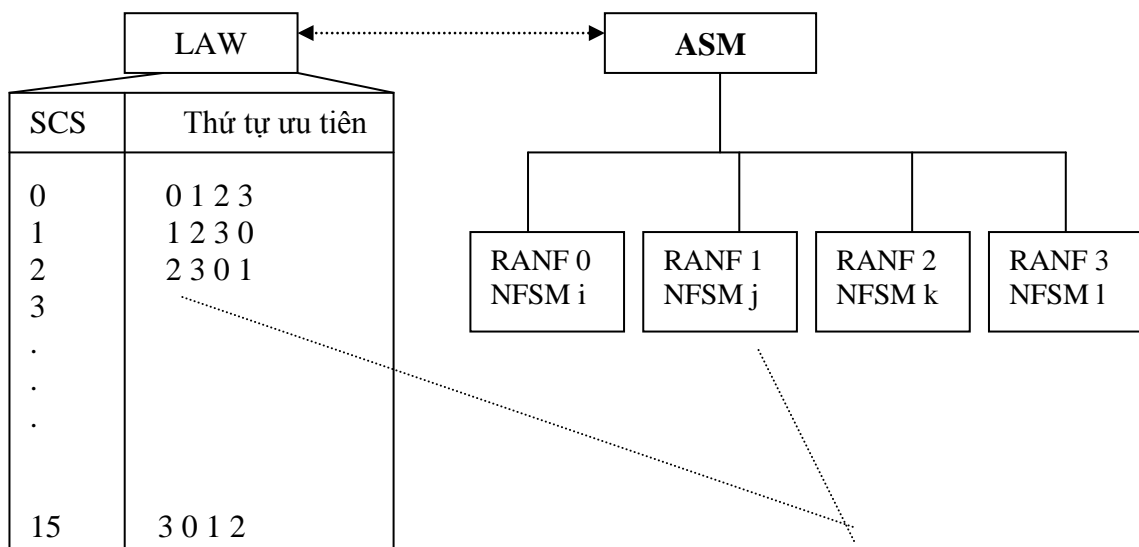 LAW
ASM
SCS Thứ tự ưu tiên
0 0 1 2 3
1 1 2 3 0
2 2 3 0 1
3
.
.
.
15 3 0 1 2
RANF 0
NFSM i
RANF 1
NFSM j
RANF 2
NFSM k
RANF 3
NFSM l